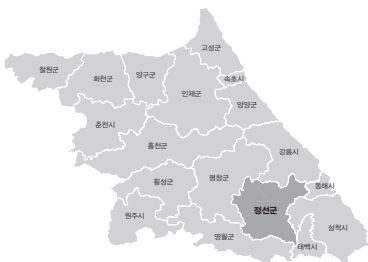 고성군
철원군
화천군
양구군
속초시
인제군
양양군
춘천시
홍천군
강릉시
횡성군
평창군
동해시
정선군
원주시
삼척시
영월군
태백시